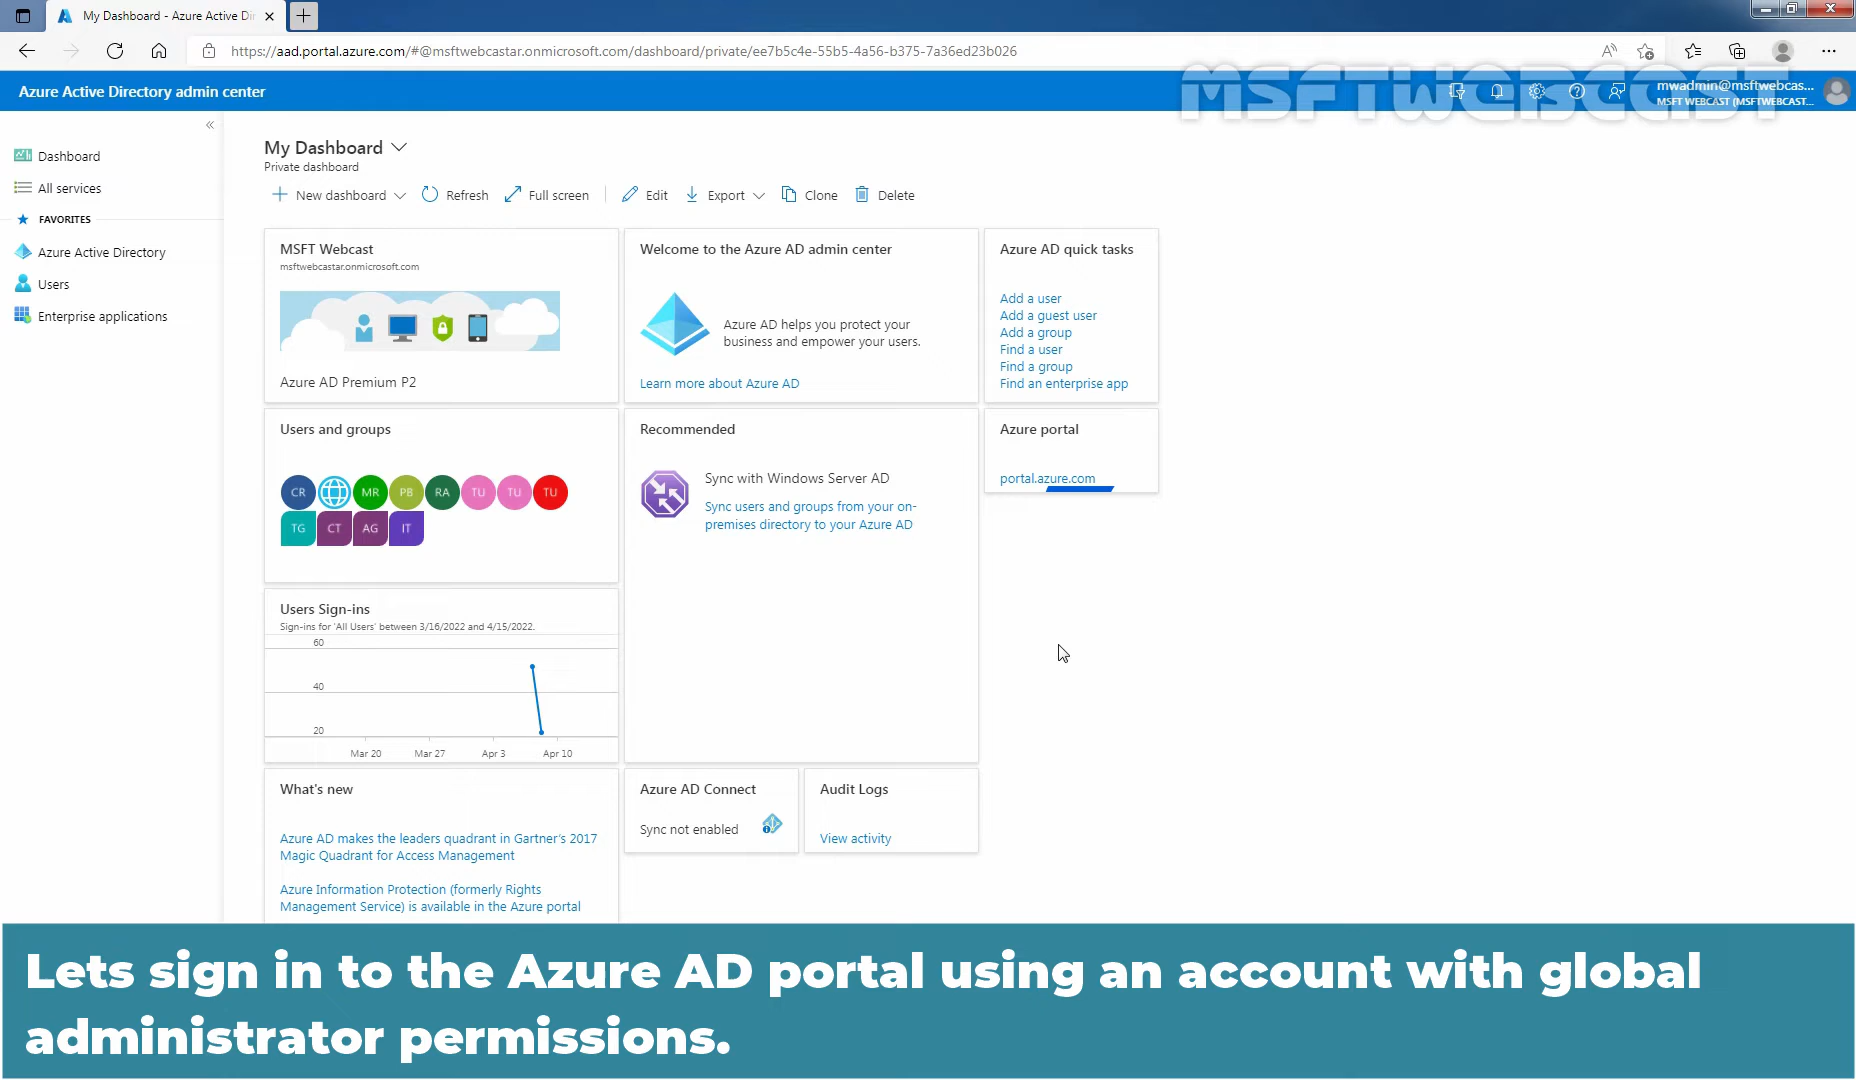 My Dashboard - Azure Active Dir
https://aad.portal.azure.com/#@msftwebcastar.onmicrosoft.com/dashboard/private/ee7b5c4e-55b5-4a56-b375-7a36ed23b026
Azure Active Directory admin center
MSFTWEBCAST
mwadmin@msftwebcas...
MSFT WEBCAST (MSFTWEBCAST...
Dashboard
All services
FAVORITES
Azure Active Directory
Users
Enterprise applications
My Dashboard
Private dashboard
New dashboard
Refresh
Full screen
Edit
Export
Clone
Delete
MSFT Webcast
msftwebcastar.onmicrosoft.com
Azure AD Premium P2
Welcome to the Azure AD admin center
Azure AD helps you protect your
business and empower your users.
Learn more about Azure AD
Azure AD quick tasks
Add a user
Add a guest user
Add a group
Find a user
Find a group
Find an enterprise app
Users and groups
CR
MR
PB
RA
TU
TU
TU
TG
CT
AG
IT
Recommended
Sync with Windows Server AD
Sync users and groups from your on-
premises directory to your Azure AD
Azure portal
portal.azure.com
Users Sign-ins
Sign-ins for 'All Users' between 3/16/2022 and 4/15/2022.
60
40
20
Mar 20
Mar 27
Apr 3
Apr 10
What's new
Azure AD makes the leaders quadrant in Gartner's 2017
Magic Quadrant for Access Management
Azure Information Protection (formerly Rights
Management Service) is available in the Azure portal
Azure AD Connect
Sync not enabled
Audit Logs
View activity
Lets sign in to the Azure AD portal using an account with global
administrator permissions.